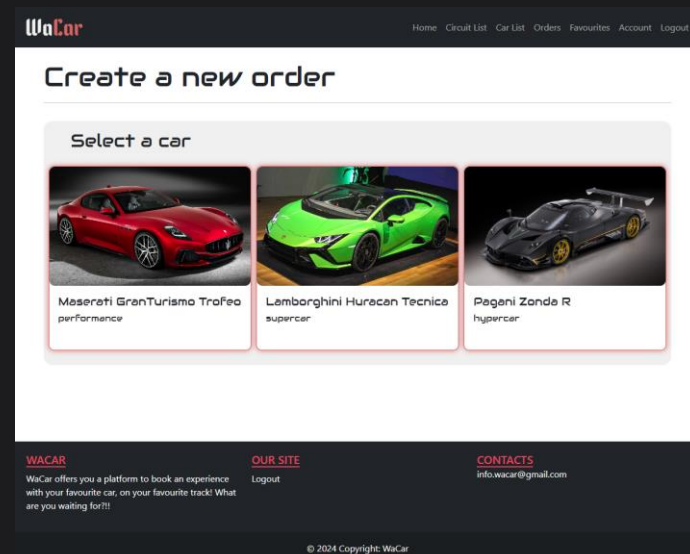 WaCar
Home Circuit List Car List Orders Favourites Account Logout
Create a new order
Select a car
Maserati GranTurismo Trofeo
performance
Lamborghini Huracan Tecnica
supercar
Pagani Zonda R
hypercar
WACAR
WaCar offers you a platform to book an experience
with your favourite car, on your favourite track! What
are you waiting for?!!
OUR SITE
Logout
CONTACTS
info.wacar@gmail.com
© 2024 Copyright: WaCar